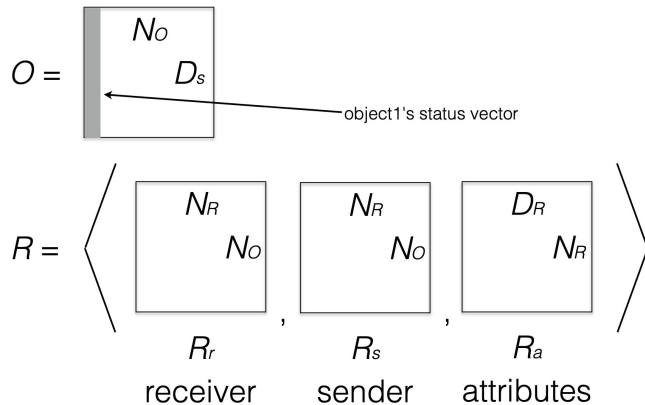 N_O
O = D_s
object1's status vector
N_R N_R D_R
R = ⟨ N_O , N_O , N_R ⟩
R_r R_s R_a
receiver sender attributes